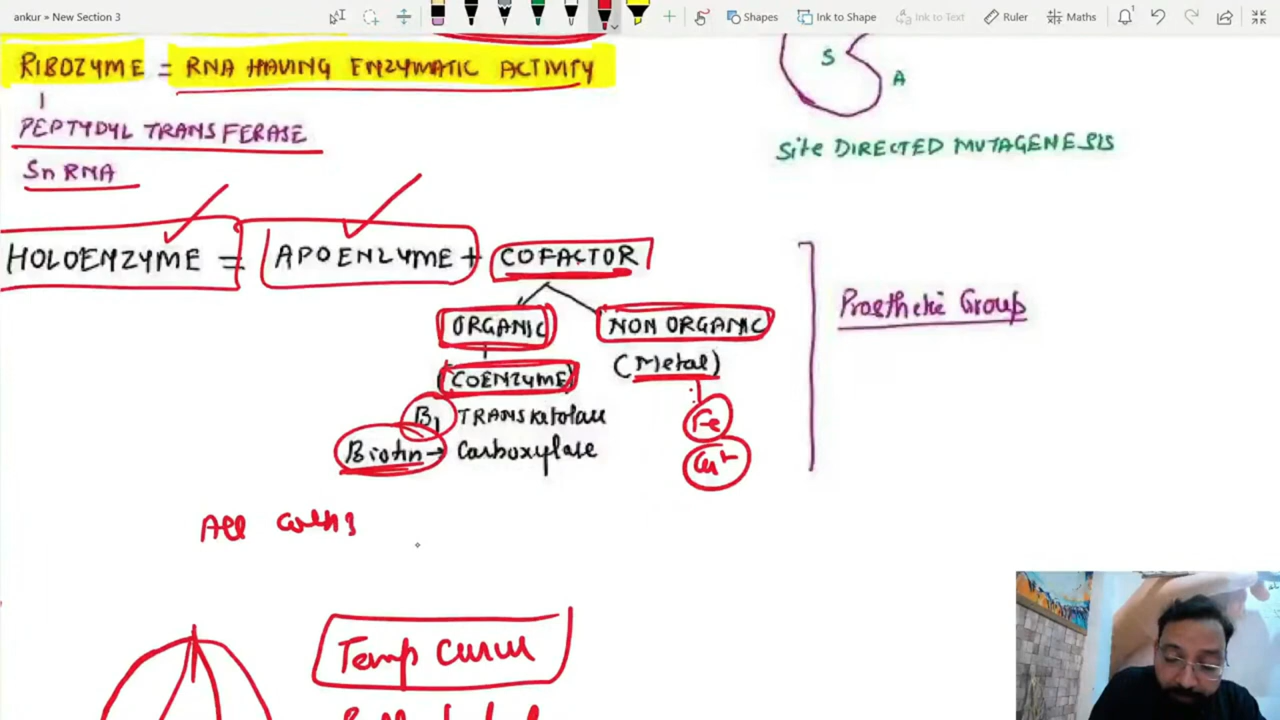 ankur » New Section 3
Shapes
Ink to Shape
Ink to Text
Ruler
Maths
RIBOZYME = RNA HAVING ENZYMATIC ACTIVITY
PEPTYDYL TRANSFERASE
SnRNA
S
A
Site DIRECTED MUTAGENESIS
HOLOENZYME = APOENZYME + COFACTOR
ORGANIC
NON ORGANIC
(COENZYME)
(Metal)
B1 TRANSketolase
Fe
Biotin → Carboxylase
Prosthetic Group
All
Temp Curve